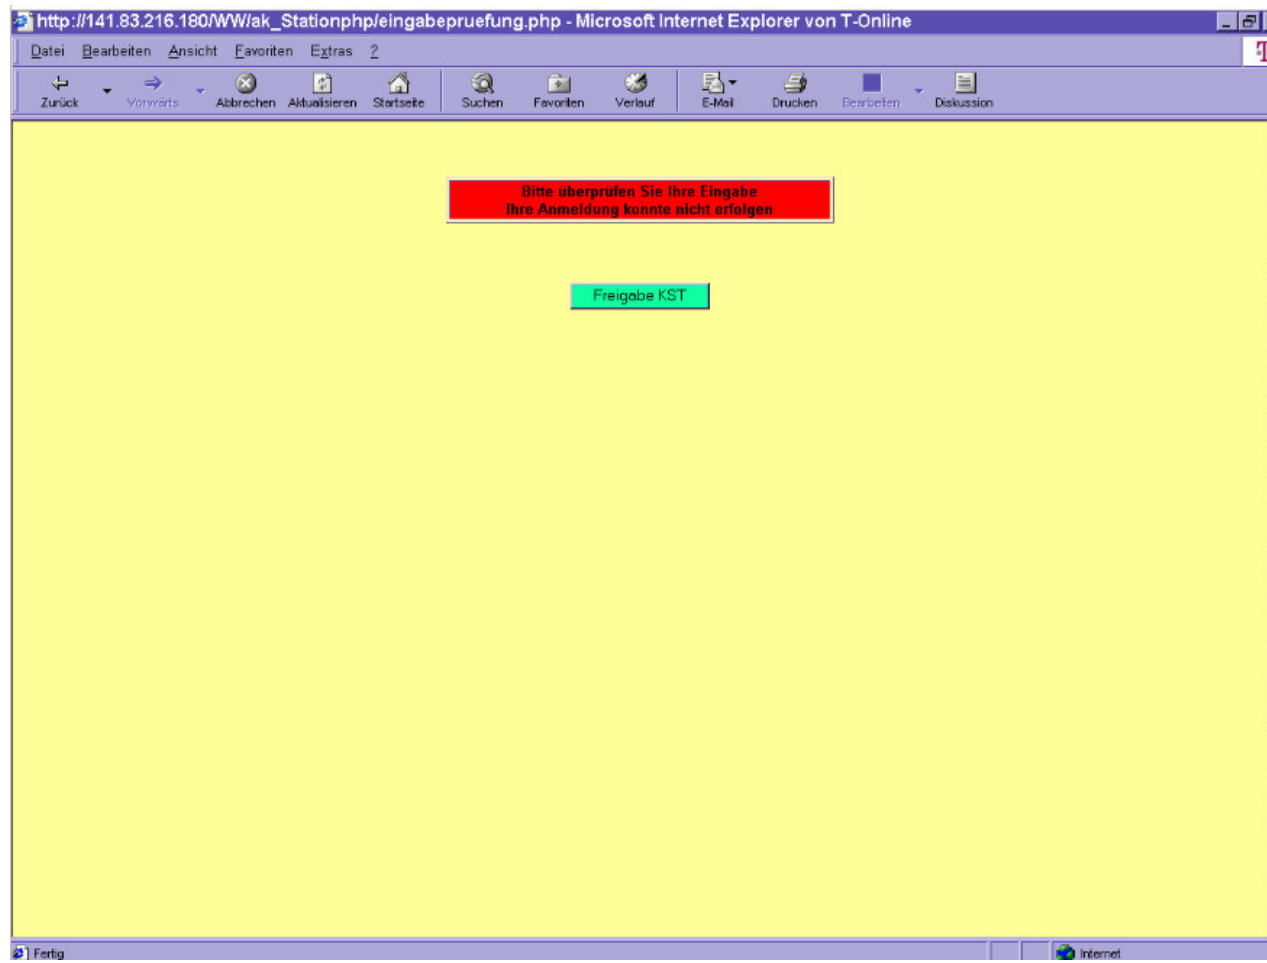 http://141.83.216.180/WW/ak_Stationphp/eingabepruefung.php - Microsoft Internet Explorer von T-Online
Datei Bearbeiten Ansicht Favoriten Extras ?
Zurück Vorwärts Abbrechen Aktualisieren Startseite Suchen Favoriten Verlauf E-Mail Drucken Bearbeiten Diskussion
Bitte überprüfen Sie Ihre Eingabe
Ihre Anmeldung konnte nicht erfolgen
Freigabe KST
Fertig Internet